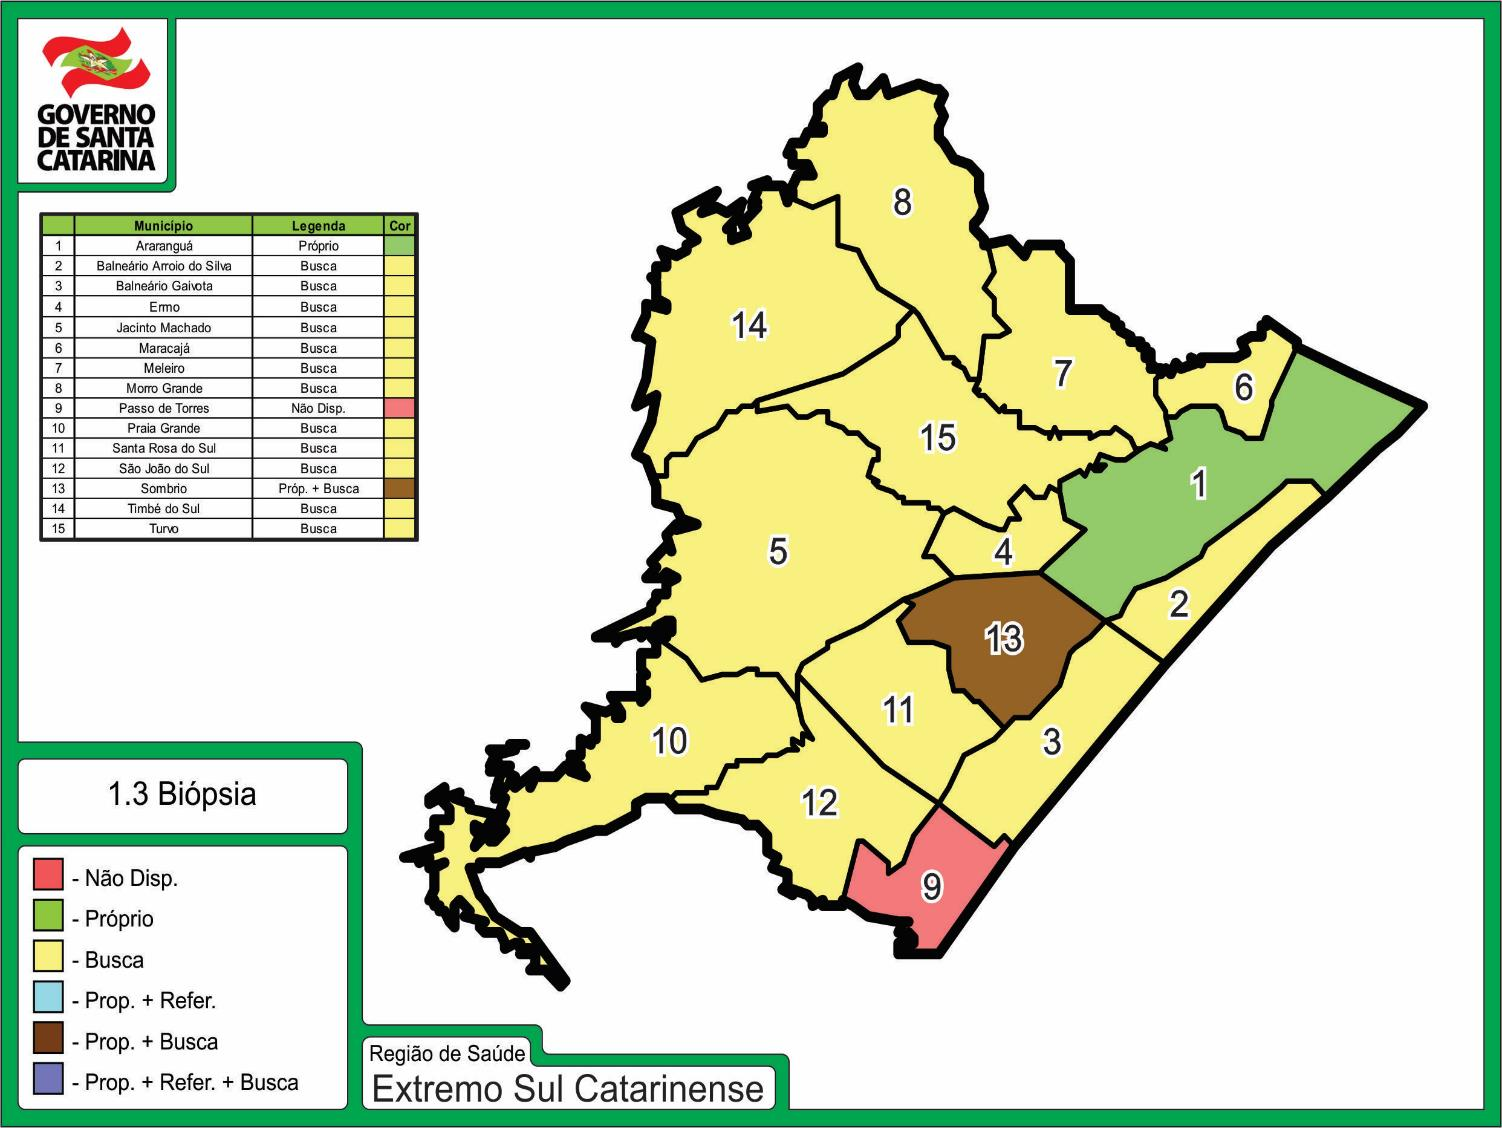 GOVERNO
DE SANTA
CATARINA
Município Legenda Cor
1 Araranguá Próprio
2 Balneário Arroio do Silva Busca
3 Balneário Gaivota Busca
4 Ermo Busca
5 Jacinto Machado Busca
6 Maracajá Busca
7 Meleiro Busca
8 Morro Grande Busca
9 Passo de Torres Não Disp.
10 Praia Grande Busca
11 Santa Rosa do Sul Busca
12 São João do Sul Busca
13 Sombrio Próp. + Busca
14 Timbé do Sul Busca
15 Turvo Busca
8
14
7
6
15
1
5
4
2
13
11
10
3
12
9
1.3 Biópsia
- Não Disp.
- Próprio
- Busca
- Prop. + Refer.
- Prop. + Busca
- Prop. + Refer. + Busca
Região de Saúde
Extremo Sul Catarinense